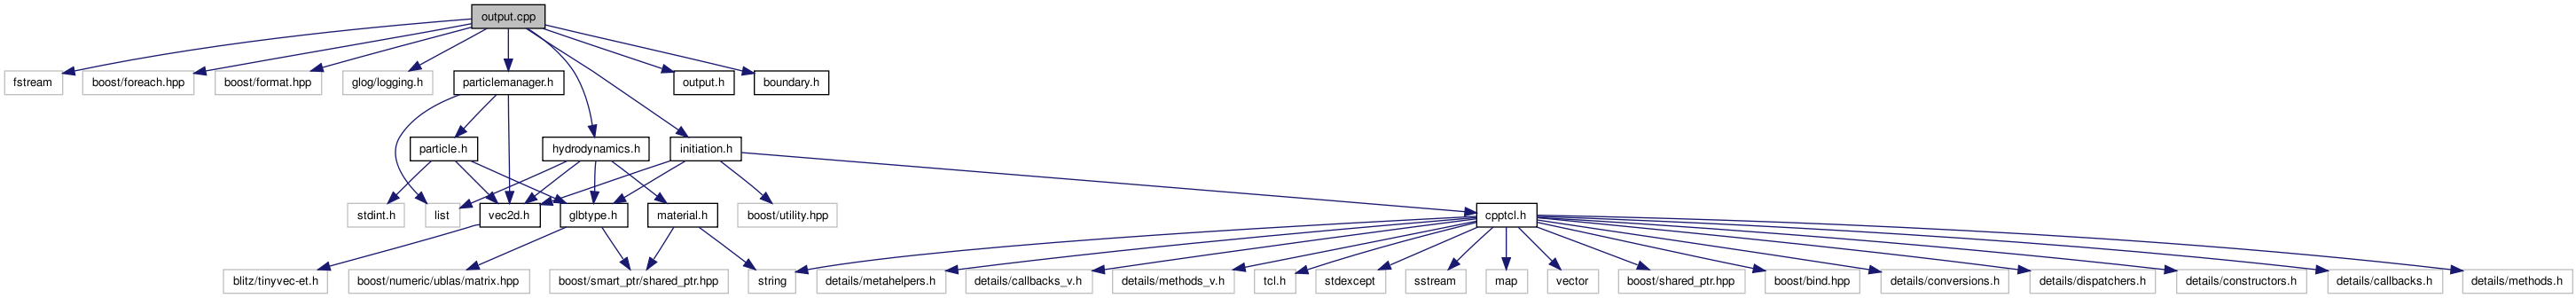 output.cpp
fstream
boost/foreach.hpp
boost/format.hpp
glog/logging.h
particlemanager.h
output.h
boundary.h
particle.h
hydrodynamics.h
initiation.h
stdint.h
list
vec2d.h
glbtype.h
material.h
boost/utility.hpp
cpptcl.h
blitz/tinyvec-et.h
boost/numeric/ublas/matrix.hpp
boost/smart_ptr/shared_ptr.hpp
string
details/metahelpers.h
details/callbacks_v.h
details/methods_v.h
tcl.h
stdexcept
sstream
map
vector
boost/shared_ptr.hpp
boost/bind.hpp
details/conversions.h
details/dispatchers.h
details/constructors.h
details/callbacks.h
details/methods.h